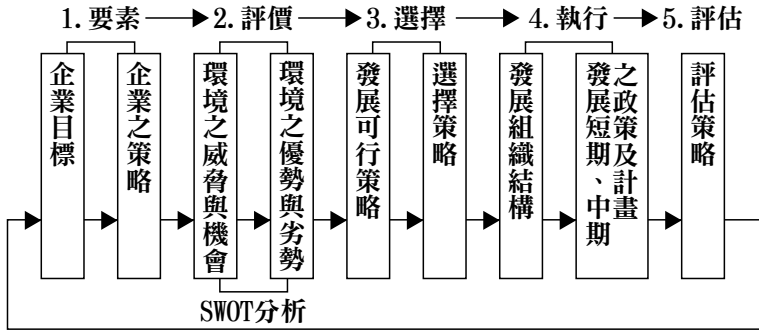 1.要素
2.評價
3.選擇
4.執行
5.評估
企業目標
企業之策略
環境之威脅與機會
環境之優勢與劣勢
發展可行策略
選擇策略
發展組織結構
發展短期、中期
之政策及計畫
評估策略
SWOT分析